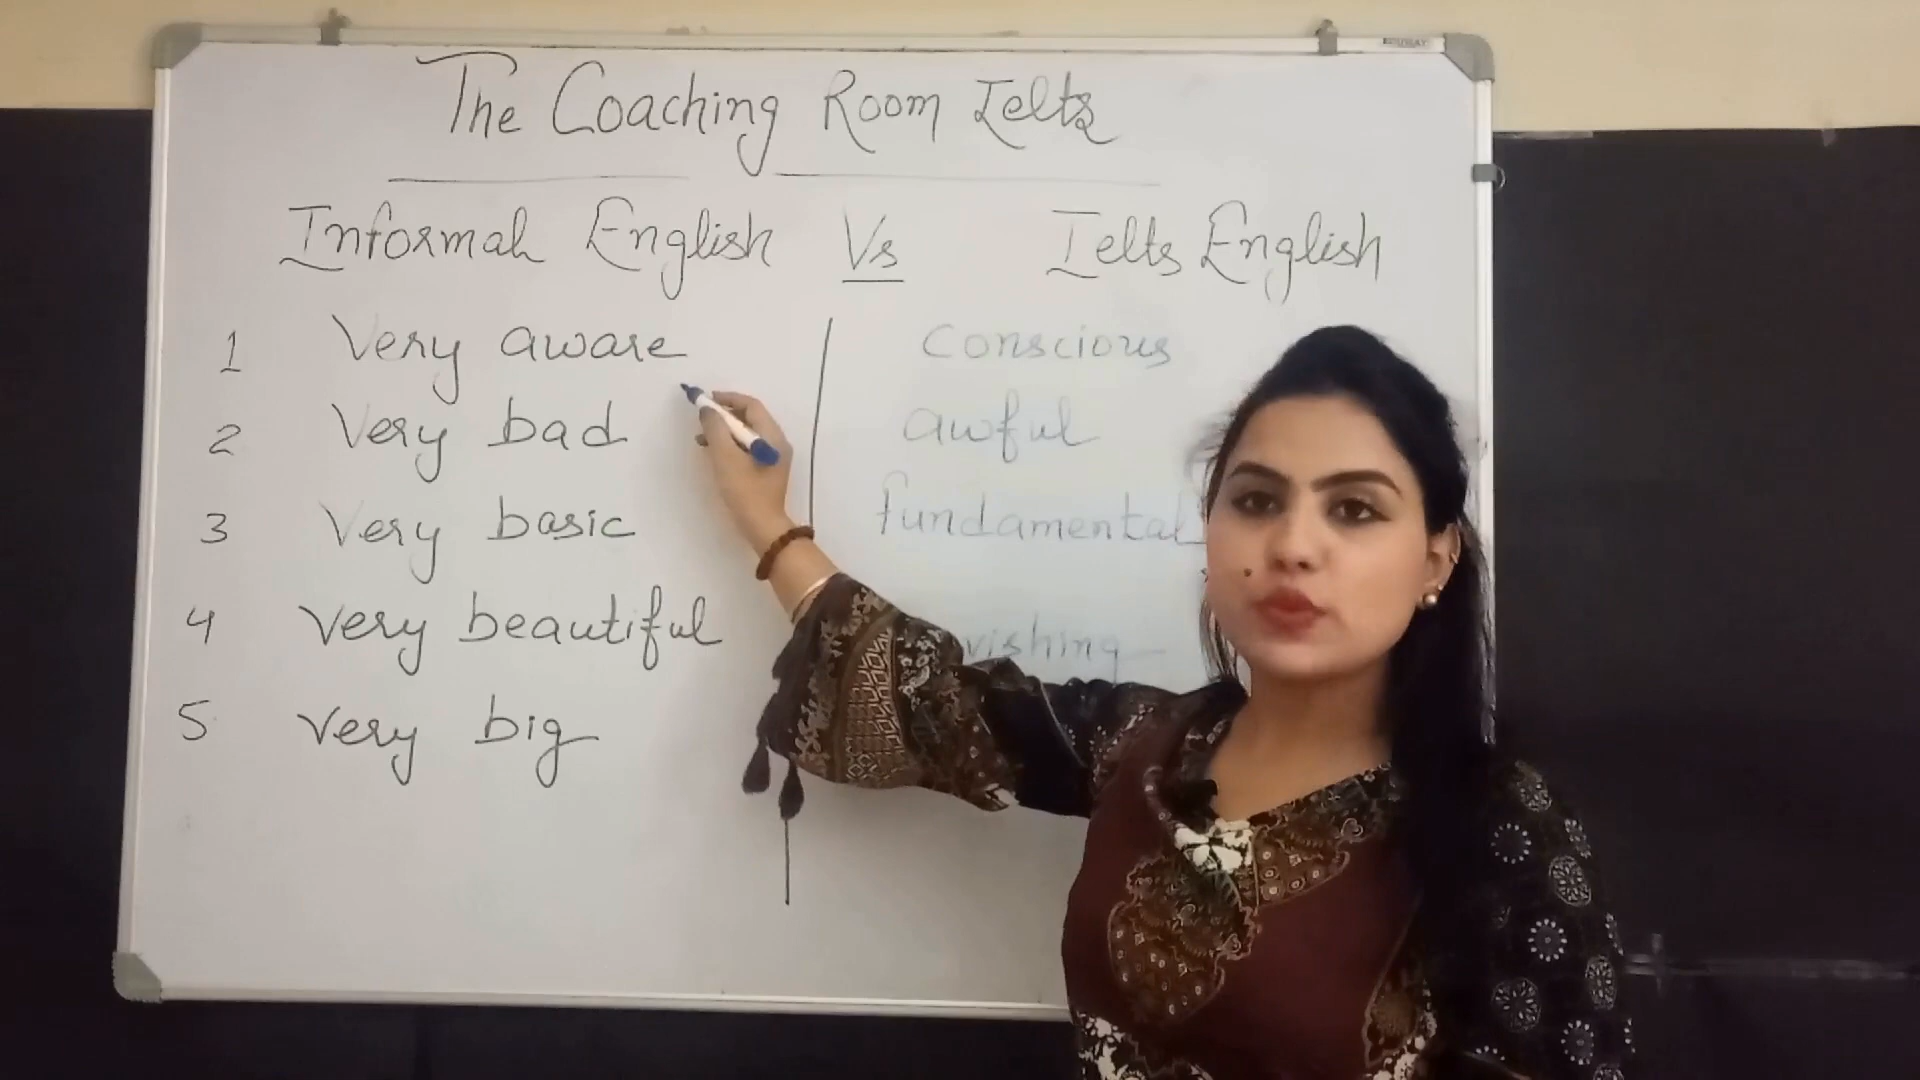 The Coaching Room Ielts
Informal English Vs Ielts English
1 Very aware conscious
2 Very bad awful
3 Very basic fundamental
4 Very beautiful vishing
5 Very big